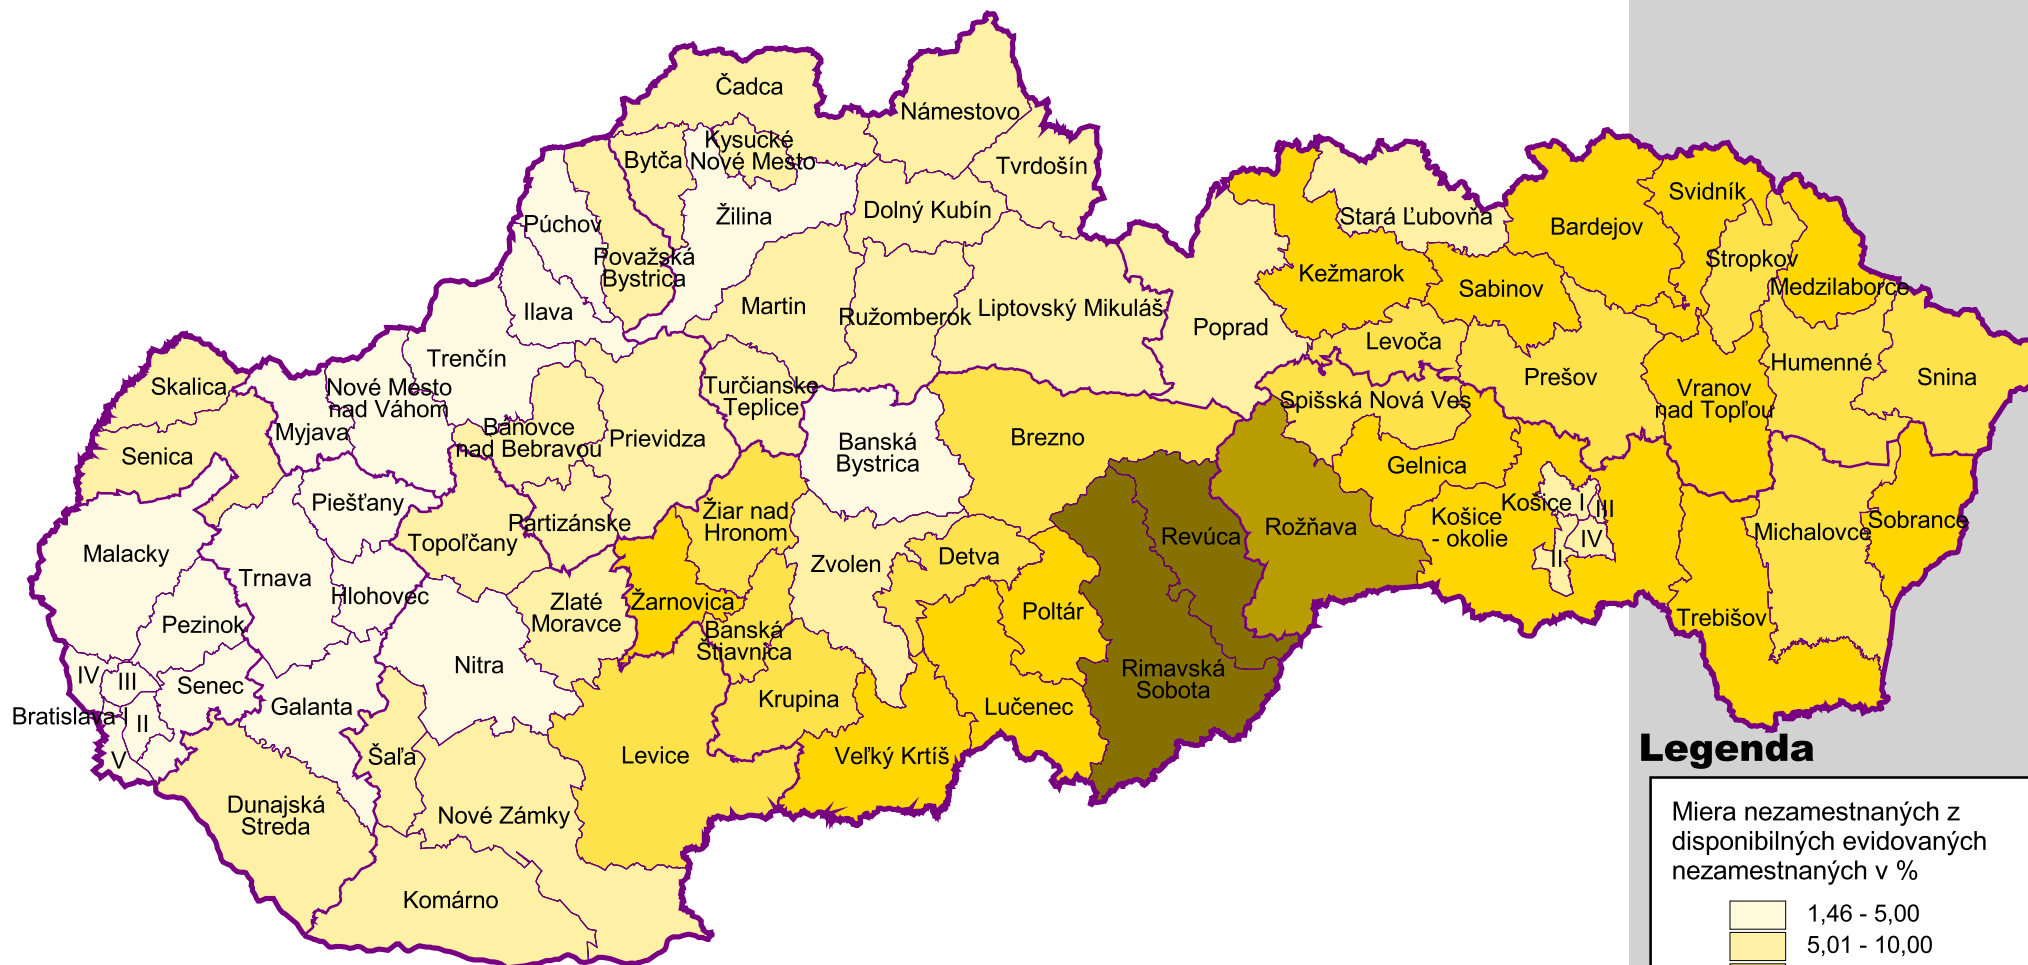 Čadca
Námestovo
Kysucké
Nové Mesto
Bytča
Tvrdošín
Púchov
Žilina
Dolný Kubín
Stará Ľubovňa
Bardejov
Svidník
Považská
Bystrica
Stropkov
Kežmarok
Sabinov
Medzilaborce
Ilava
Martin
Ružomberok
Liptovský Mikuláš
Poprad
Levoča
Trenčín
Skalica
Nové Mesto
nad Váhom
Turčianske
Teplice
Prešov
Vranov
nad Topľou
Humenné
Snina
Spišská Nová Ves
Myjava
Bánovce
nad Bebravou
Prievidza
Banská
Bystrica
Brezno
Senica
Gelnica
Piešťany
Partizánske
Žiar nad
Hronom
Košice I
III
Košice
- okolie
IV
II
Michalovce
Sobrance
Malacky
Topoľčany
Zvolen
Detva
Revúca
Rožňava
Trnava
Hlohovec
Zlaté
Moravce
Žarnovica
Poltár
Trebišov
Pezinok
Banská
Štiavnica
Nitra
Rimavská
Sobota
IV
III
Senec
Galanta
Krupina
Lučenec
Bratislava I
II
V
Šaľa
Levice
Veľký Krtíš
Dunajská
Streda
Nové Zámky
Komárno
Legenda
Miera nezamestnaných z
disponibilných evidovaných
nezamestnaných v %
1,46 - 5,00
5,01 - 10,00